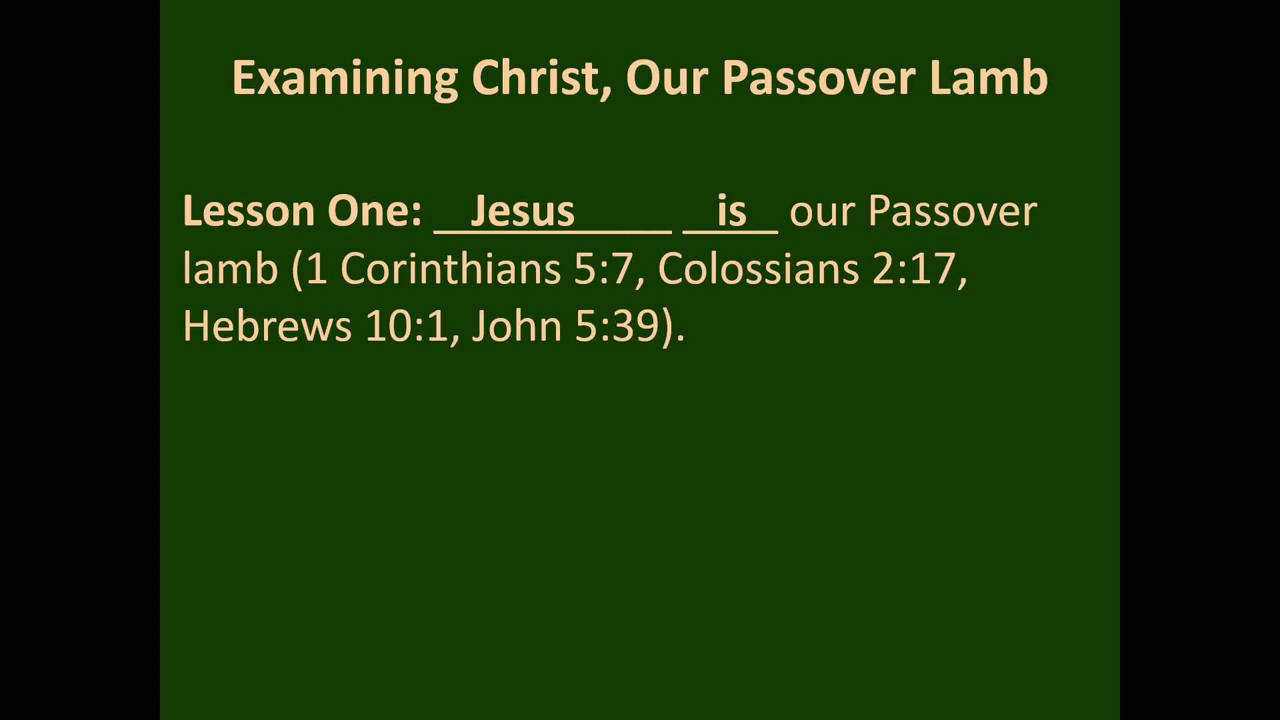 Examining Christ, Our Passover Lamb
Lesson One: __Jesus_____ __is__ our Passover
lamb (1 Corinthians 5:7, Colossians 2:17,
Hebrews 10:1, John 5:39).